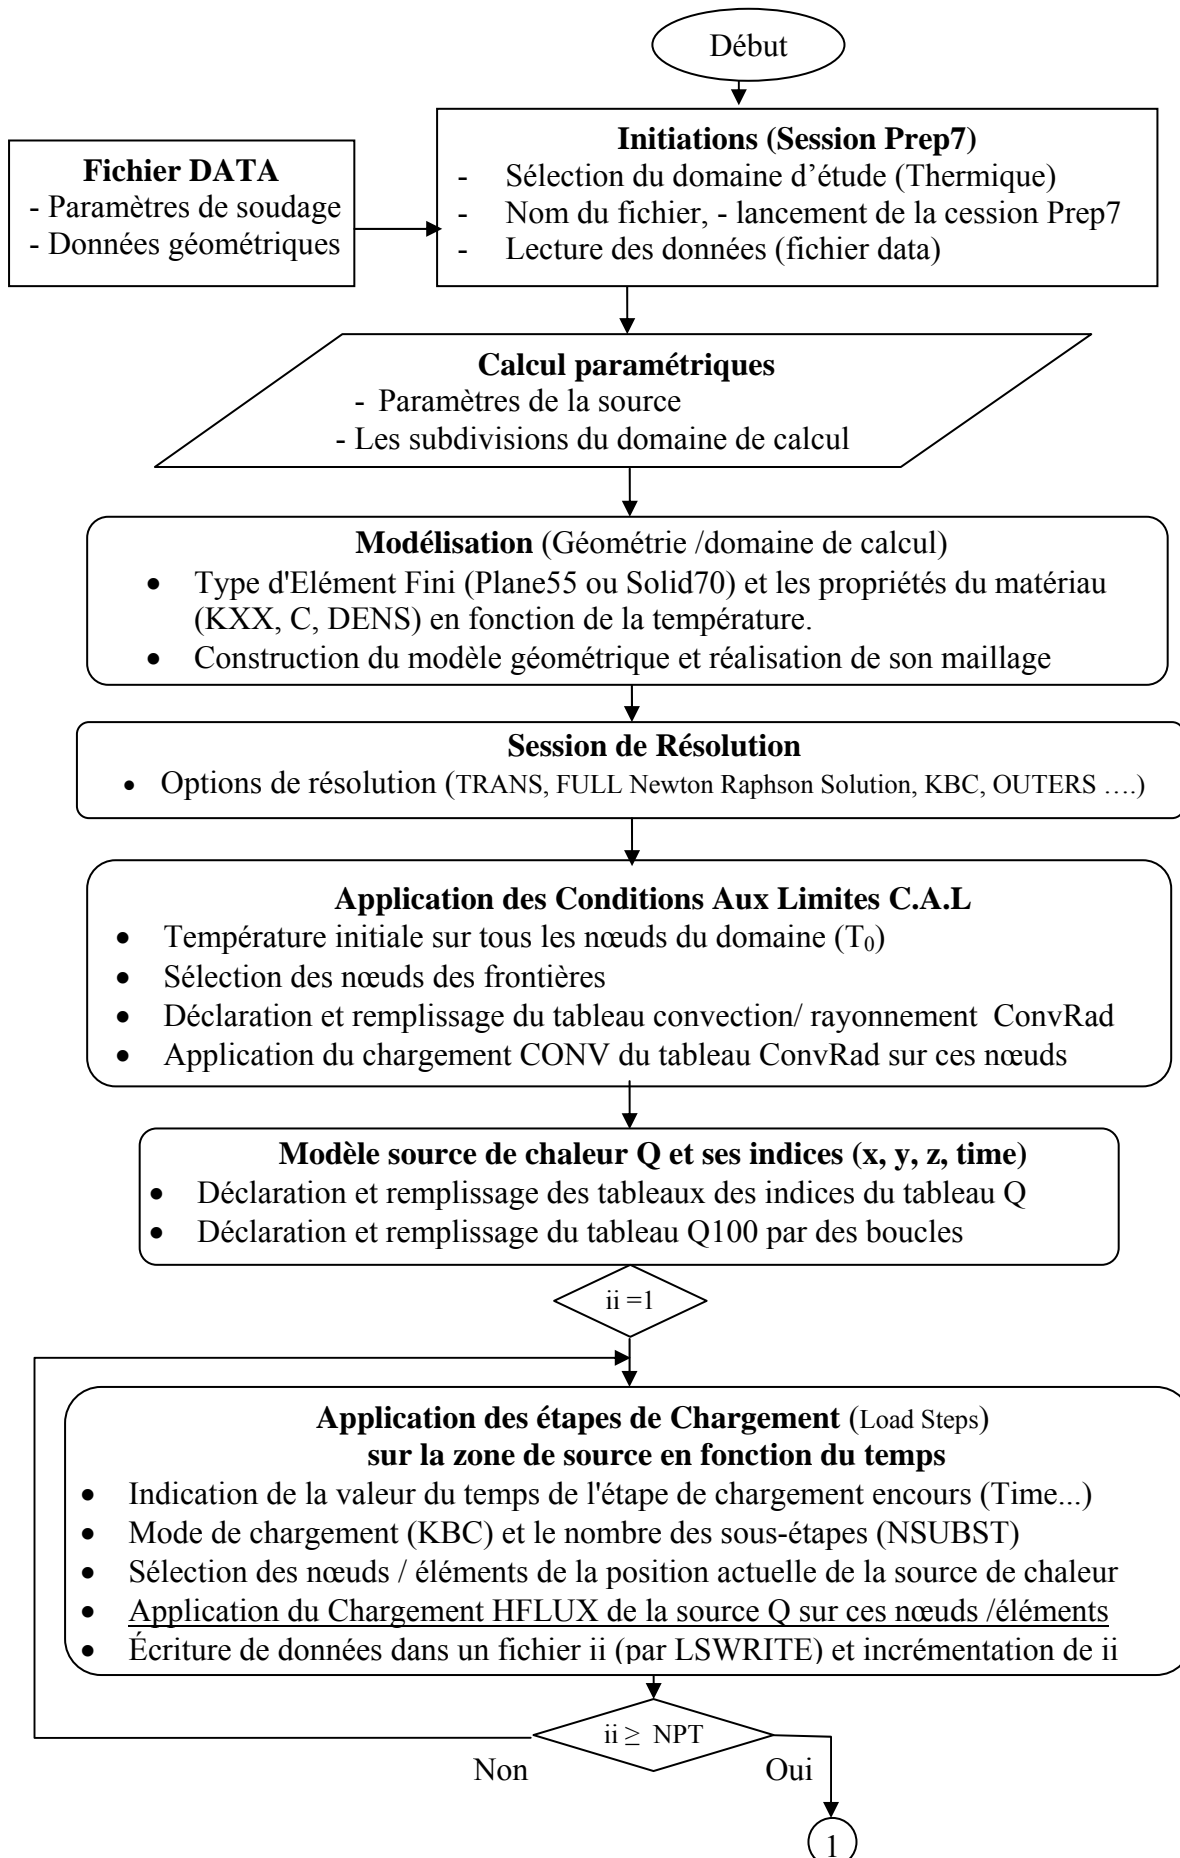 Début
Initiations (Session Prep7)
- Sélection du domaine d’étude (Thermique)
- Nom du fichier, - lancement de la cession Prep7
- Lecture des données (fichier data)
Fichier DATA
- Paramètres de soudage
- Données géométriques
Calcul paramétriques
- Paramètres de la source
- Les subdivisions du domaine de calcul
Modélisation (Géométrie /domaine de calcul)
• Type d'Elément Fini (Plane55 ou Solid70) et les propriétés du matériau
(KXX, C, DENS) en fonction de la température.
• Construction du modèle géométrique et réalisation de son maillage
Session de Résolution
• Options de résolution (TRANS, FULL Newton Raphson Solution, KBC, OUTERS ….)
Application des Conditions Aux Limites C.A.L
• Température initiale sur tous les nœuds du domaine (T₀)
• Sélection des nœuds des frontières
• Déclaration et remplissage du tableau convection/ rayonnement ConvRad
• Application du chargement CONV du tableau ConvRad sur ces nœuds
Modèle source de chaleur Q et ses indices (x, y, z, time)
• Déclaration et remplissage des tableaux des indices du tableau Q
• Déclaration et remplissage du tableau Q100 par des boucles
ii =1
Application des étapes de Chargement (Load Steps)
sur la zone de source en fonction du temps
• Indication de la valeur du temps de l'étape de chargement encours (Time...)
• Mode de chargement (KBC) et le nombre des sous-étapes (NSUBST)
• Sélection des nœuds / éléments de la position actuelle de la source de chaleur
• Application du Chargement HFLUX de la source Q sur ces nœuds /éléments
• Écriture de données dans un fichier ii (par LSWRITE) et incrémentation de ii
ii ≥ NPT
Non
Oui
1